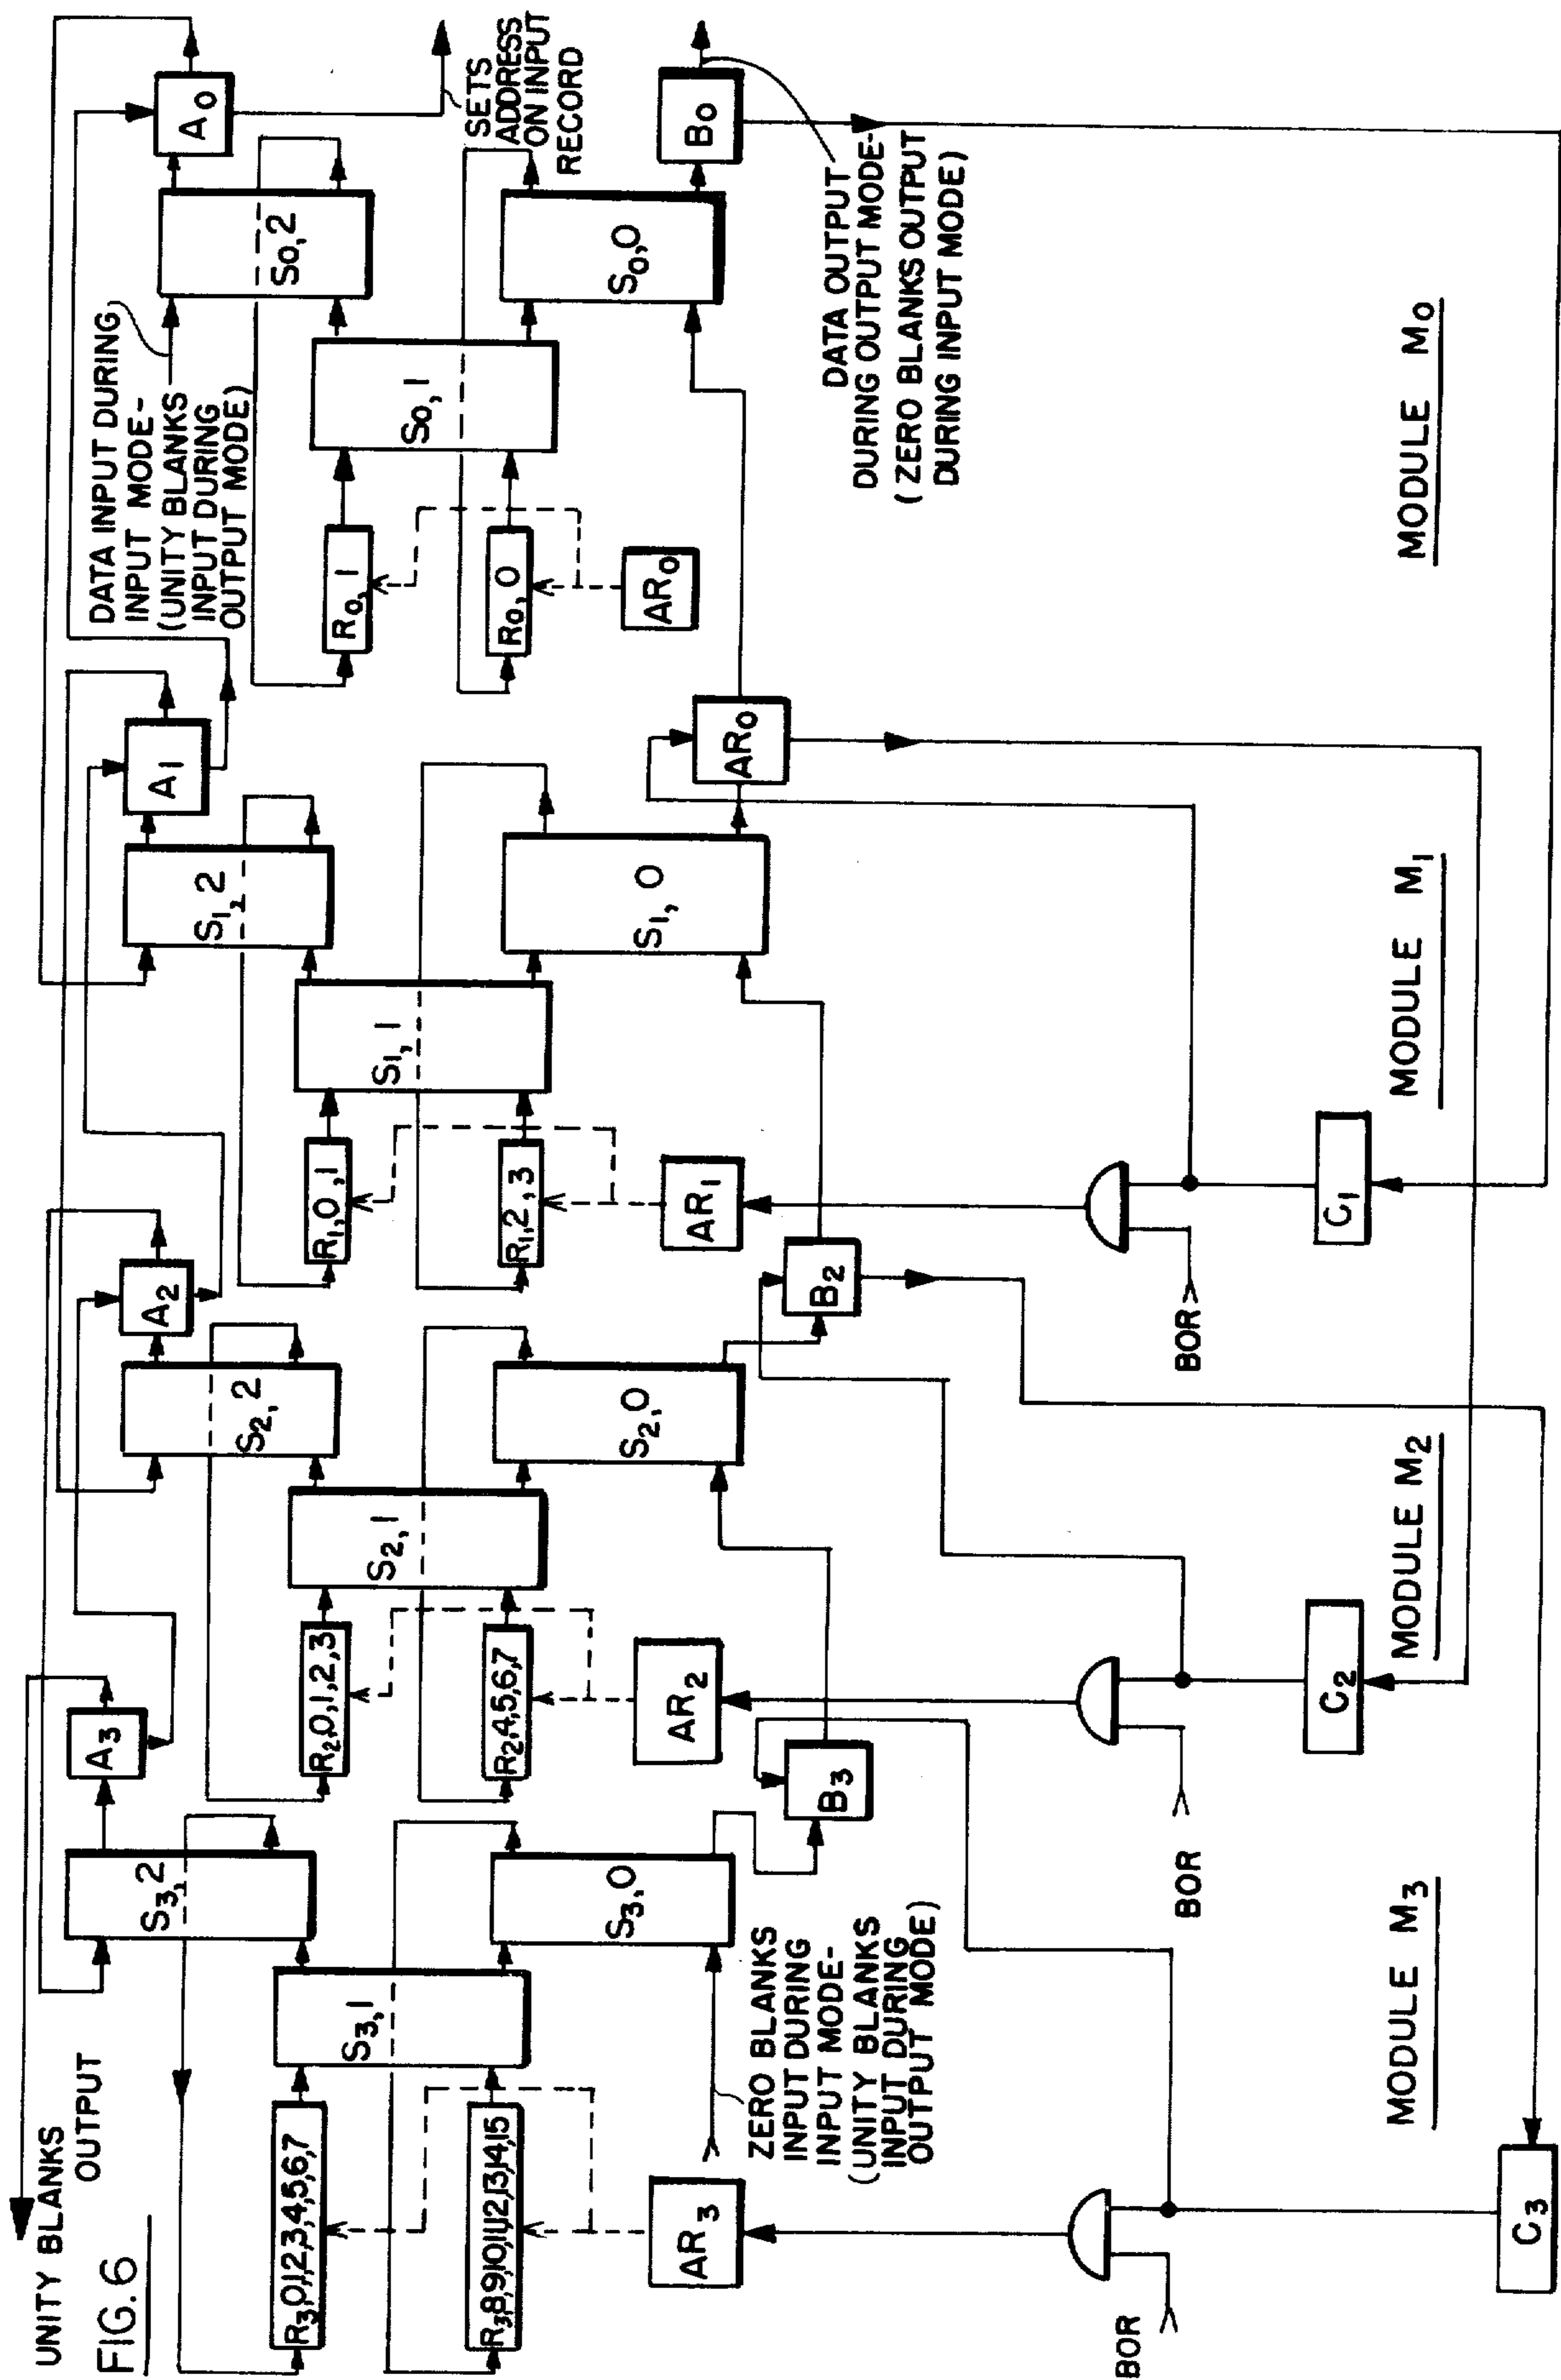 UNITY BLANKS
OUTPUT
FIG. 6
A3
S3,2
R3,0,1,2,3,4,5,6,7
S3,1
R3,8,9,10,11,12,13,14,15
S3,0
AR3
ZERO BLANKS
INPUT DURING
INPUT MODE-
(UNITY BLANKS
INPUT DURING
OUTPUT MODE)
B3
BOR
C3
MODULE M3
A2
S2,2
R2,0,1,2,3
S2,1
R2,4,5,6,7
S2,0
AR2
B2
BOR
C2
MODULE M2
A1
S1,2
R1,0,1
S1,1
R1,2,3
S1,0
AR1
AR0
BOR
C1
MODULE M1
DATA INPUT DURING
INPUT MODE-
(UNITY BLANKS
INPUT DURING
OUTPUT MODE)
A0
S0,2
SETS
ADDRESS
ON INPUT
RECORD
R0,1
S0,1
R0,0
S0,0
AR0
B0
DATA OUTPUT
DURING OUTPUT MODE-
(ZERO BLANKS OUTPUT
DURING INPUT MODE)
MODULE M0